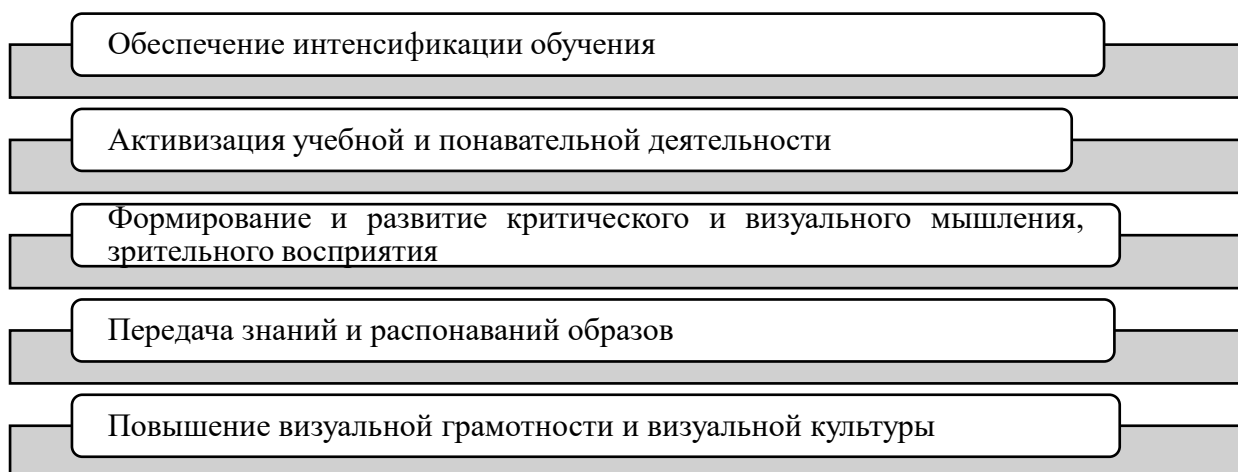 Обеспечение интенсификации обучения
Активизация учебной и понавательной деятельности
Формирование и развитие критического и визуального мышления,
зрительного восприятия
Передача знаний и распонаваний образов
Повышение визуальной грамотности и визуальной культуры